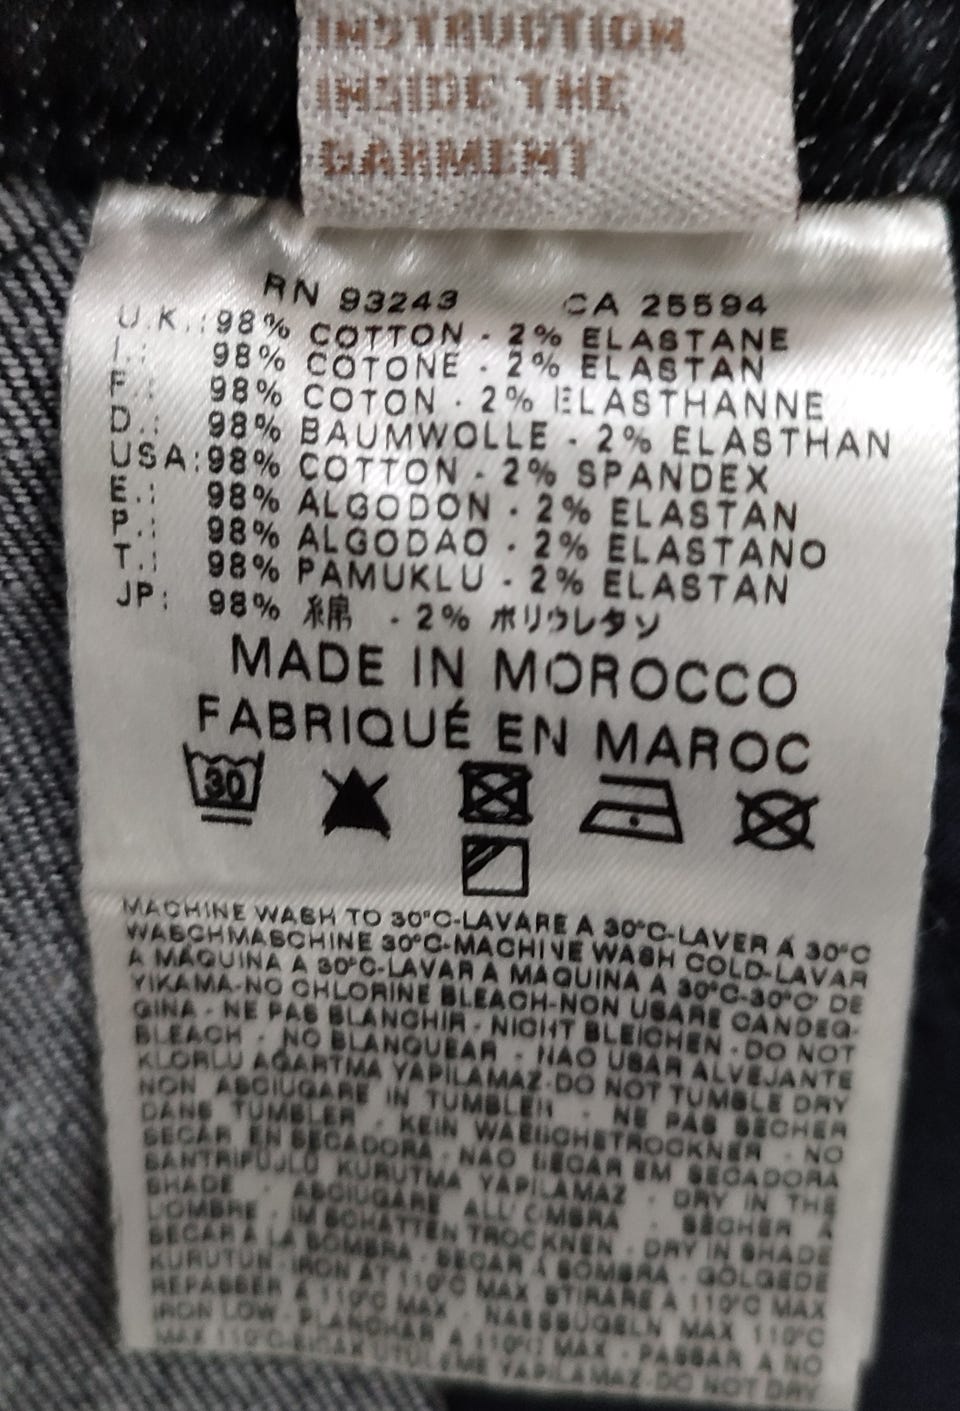 INSTRUCTION
INSIDE THE
GARMENT
RN 93243 CA 25594
U.K.: 98% COTTON - 2% ELASTANE
I.: 98% COTONE - 2% ELASTAN
F.: 98% COTON - 2% ELASTHANNE
D.: 98% BAUMWOLLE - 2% ELASTHAN
USA: 98% COTTON - 2% SPANDEX
E.: 98% ALGODON - 2% ELASTAN
P.: 98% ALGODAO - 2% ELASTANO
T.: 98% PAMUKLU - 2% ELASTAN
JP: 98% 綿 - 2% ポリウレタン
MADE IN MOROCCO
FABRIQUÉ EN MAROC
30
MACHINE WASH TO 30°C-LAVARE A 30°C-LAVER Á 30°C
WASCHMASCHINE 30°C-MACHINE WASH COLD-LAVAR
A MAQUINA A 30°C-LAVAR A MAQUINA A 30°C-30°C' DE
YIKAMA-NO CHLORINE BLEACH-NON USARE CANDEG-
GINA - NE PAS BLANCHIR - NICHT BLEICHEN - DO NOT
BLEACH - NO BLANQUEAR - NAO USAR ALVEJANTE
KLORLU AGARTMA YAPILAMAZ-DO NOT TUMBLE DRY
NON ASCIUGARE IN TUMBLER - NE PAS SECHER
DANS TUMBLER - KEIN WAESCHETROCKNER - NO
SECAR EN SECADORA - NAO SECAR EM SECADORA
SANTRIFUJLU KURUTMA YAPILAMAZ - DRY IN THE
SHADE - ASCIUGARE ALL'OMBRA - SECHER A
L'OMBRE - IM SCHATTEN TROCKNEN - DRY IN SHADE
SECAR A LA SOMBRA - SECAR A SOMBRA - GOLGEDE
KURUTUN - IRON AT 110°C MAX STIRARE A 110°C MAX
REPASSER A 110°C MAX - NASSBUGELN MAX 110°C
IRON LOW - PLANCHAR A 110°C MAX - PASSAR A NO
MAX 110°C YAPILAMAZ-DO NOT DRY